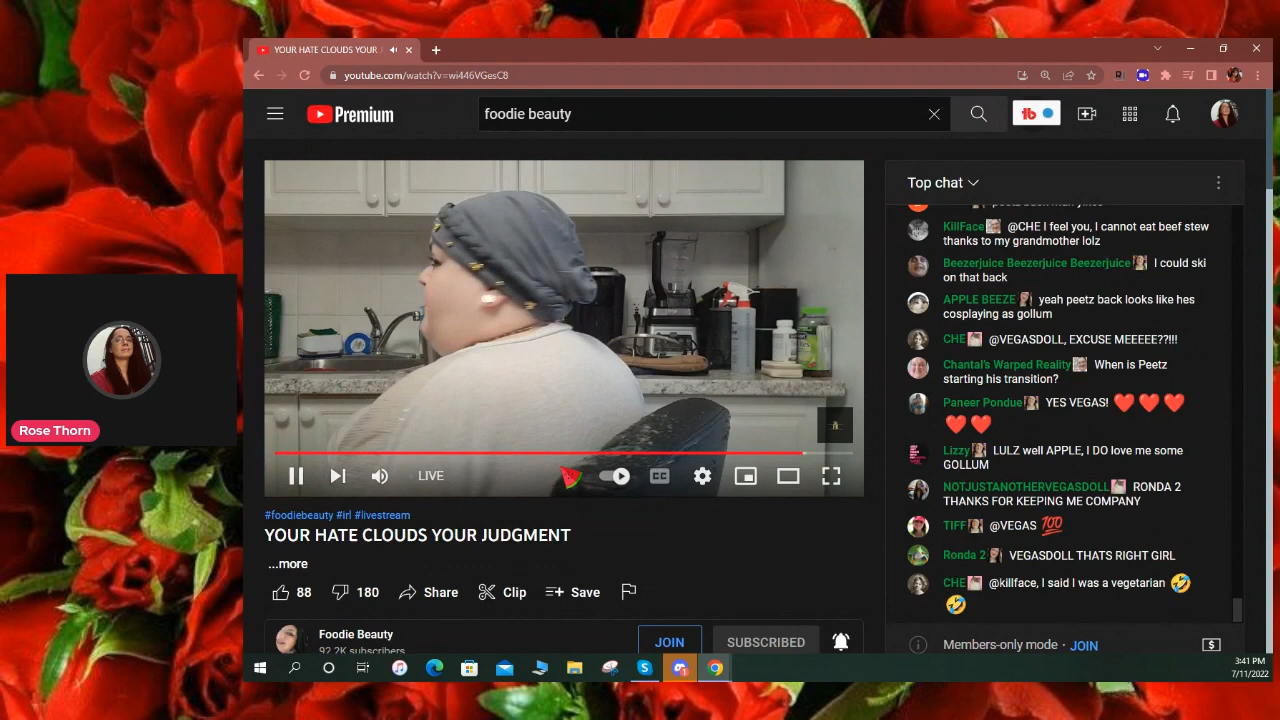 YOUR HATE CLOUDS YOUR J
youtube.com/watch?v=wi446VGesC8
Premium
foodie beauty
Top chat
KillFace @CHE I feel you, I cannot eat beef stew
thanks to my grandmother lolz
Beezerjuice Beezerjuice Beezerjuice I could ski
on that back
APPLE BEEZE yeah peetz back looks like hes
cosplaying as gollum
CHE @VEGASDOLL, EXCUSE MEEEEE??!!!
Chantal's Warped Reality When is Peetz
starting his transition?
Paneer Pondue YES VEGAS! ❤️❤️❤️
❤️❤️
Lizzy LULZ well APPLE, I DO love me some
GOLLUM
NOTJUSTANOTHERVEGASDOLL RONDA 2
THANKS FOR KEEPING ME COMPANY
TIFF @VEGAS 💯
Ronda 2 VEGASDOLL THATS RIGHT GIRL
CHE @killface, I said I was a vegetarian 🤣
🤣
Members-only mode · JOIN
Rose Thorn
LIVE
CC
#foodiebeauty #irl #livestream
YOUR HATE CLOUDS YOUR JUDGMENT
...more
88
180
Share
Clip
Save
Foodie Beauty
92.2K subscribers
JOIN
SUBSCRIBED
3:41 PM
7/11/2022